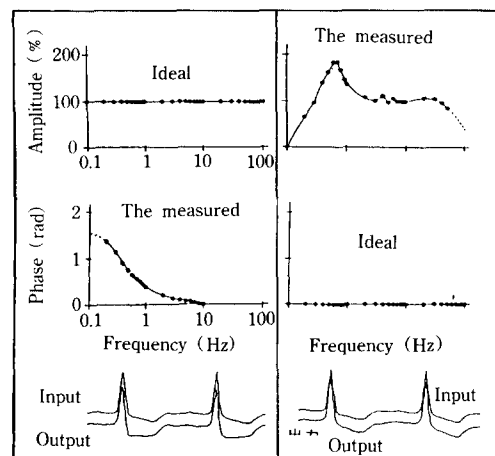 Amplitude (%)
200
100
0
Ideal
0.1
1
10
100
The measured
Phase (rad)
2
1
0
The measured
0.1
1
10
100
Frequency (Hz)
Ideal
Frequency (Hz)
Input
Output
Input
Output